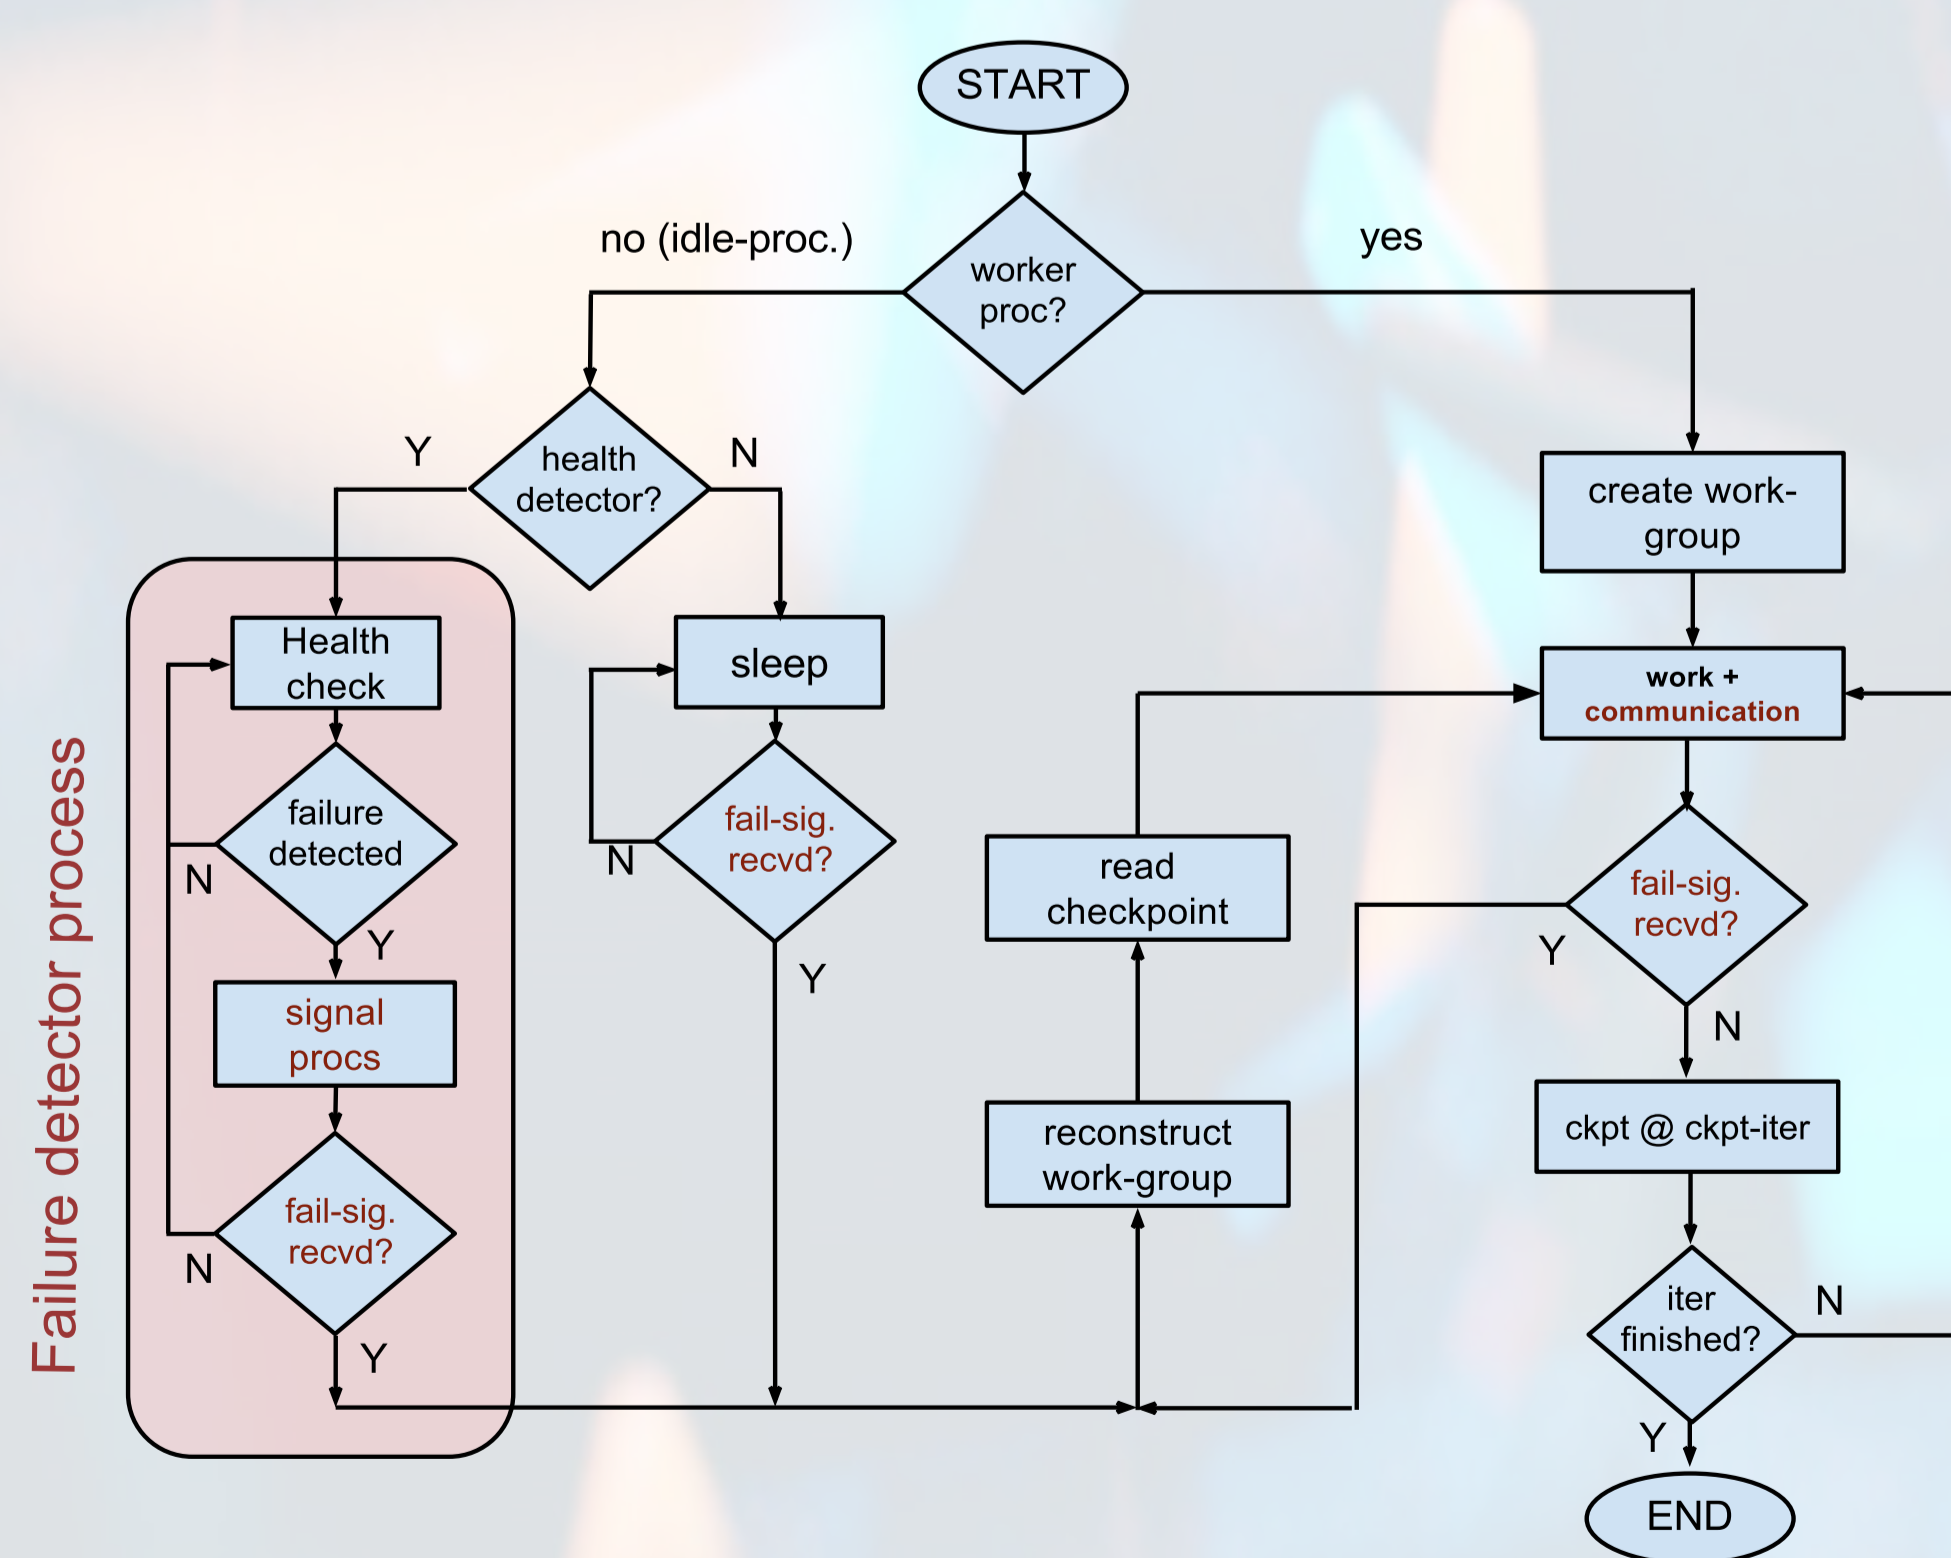 START
no (idle-proc.)
yes
worker
proc?
Y
health
detector?
N
create work-
group
Health
check
sleep
work +
communication
failure
detected
N
Y
fail-sig.
recvd?
N
Y
read
checkpoint
fail-sig.
recvd?
Y
N
signal
procs
reconstruct
work-group
ckpt @ ckpt-iter
fail-sig.
recvd?
N
Y
iter
finished?
N
Y
END
Failure detector process